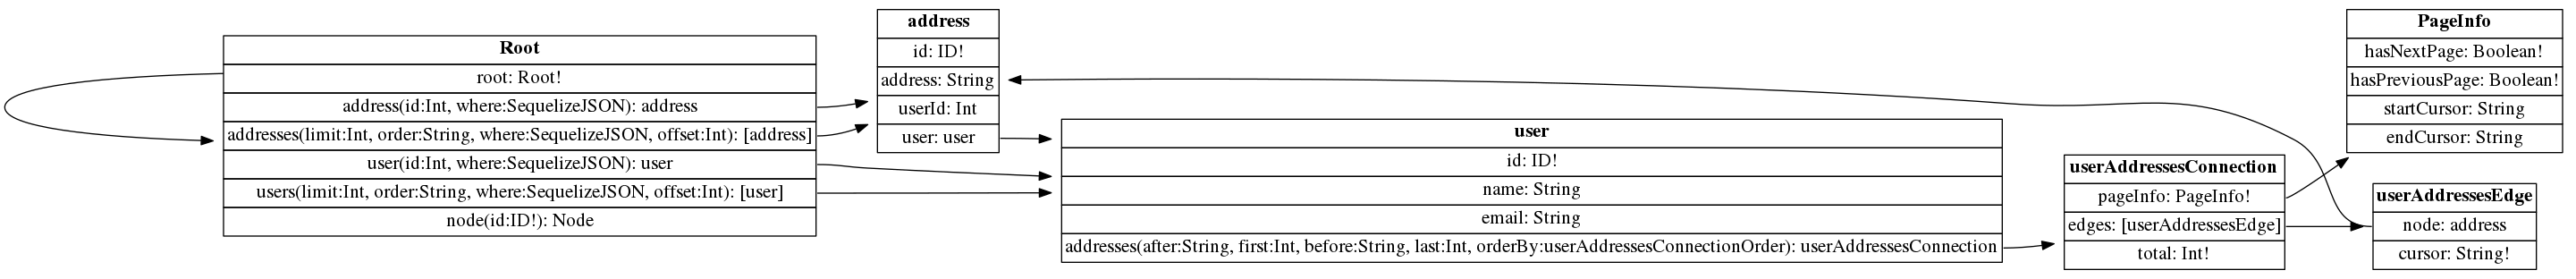 Root
root: Root!
address(id:Int, where:SequelizeJSON): address
addresses(limit:Int, order:String, where:SequelizeJSON, offset:Int): [address]
user(id:Int, where:SequelizeJSON): user
users(limit:Int, order:String, where:SequelizeJSON, offset:Int): [user]
node(id:ID!): Node
address
id: ID!
address: String
userId: Int
user: user
user
id: ID!
name: String
email: String
addresses(after:String, first:Int, before:String, last:Int, orderBy:userAddressesConnectionOrder): userAddressesConnection
userAddressesConnection
pageInfo: PageInfo!
edges: [userAddressesEdge]
total: Int!
PageInfo
hasNextPage: Boolean!
hasPreviousPage: Boolean!
startCursor: String
endCursor: String
userAddressesEdge
node: address
cursor: String!